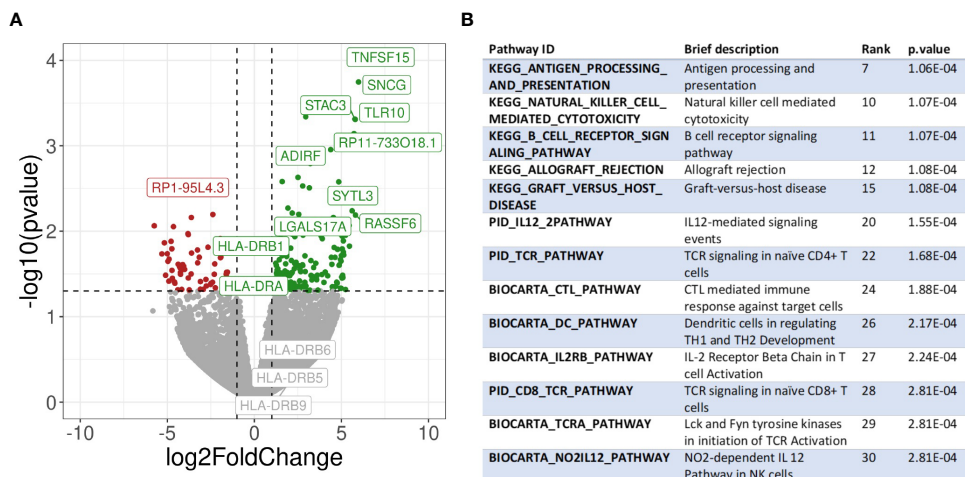 A
B
TNFSF15
SNCG
STAC3
TLR10
RP11-733O18.1
ADIRF
RP1-95L4.3
SYTL3
RASSF6
LGALS17A
HLA-DRB1
HLA-DRA
HLA-DRB6
HLA-DRB5
HLA-DRB9
-log10(pvalue)
4
3
2
1
0
-10 -5 0 5 10
log2FoldChange
Pathway ID Brief description Rank p.value
KEGG_ANTIGEN_PROCESSING_ Antigen processing and 7 1.06E-04
AND_PRESENTATION presentation
KEGG_NATURAL_KILLER_CELL_ Natural killer cell mediated 10 1.07E-04
MEDIATED_CYTOTOXICITY cytotoxicity
KEGG_B_CELL_RECEPTOR_SIGN B cell receptor signaling 11 1.07E-04
ALING_PATHWAY pathway
KEGG_ALLOGRAFT_REJECTION Allograft rejection 12 1.08E-04
KEGG_GRAFT_VERSUS_HOST_ Graft-versus-host disease 15 1.08E-04
DISEASE
PID_IL12_2PATHWAY IL12-mediated signaling 20 1.55E-04
events
PID_TCR_PATHWAY TCR signaling in naïve CD4+ T 22 1.68E-04
cells
BIOCARTA_CTL_PATHWAY CTL mediated immune 24 1.88E-04
response against target cells
BIOCARTA_DC_PATHWAY Dendritic cells in regulating 26 2.17E-04
TH1 and TH2 Development
BIOCARTA_IL2RB_PATHWAY IL-2 Receptor Beta Chain in T 27 2.24E-04
cell Activation
PID_CD8_TCR_PATHWAY TCR signaling in naïve CD8+ T 28 2.81E-04
cells
BIOCARTA_TCRA_PATHWAY Lck and Fyn tyrosine kinases 29 2.81E-04
in initiation of TCR Activation
BIOCARTA_NO2IL12_PATHWAY NO2-dependent IL 12 30 2.81E-04
Pathway in NK cells